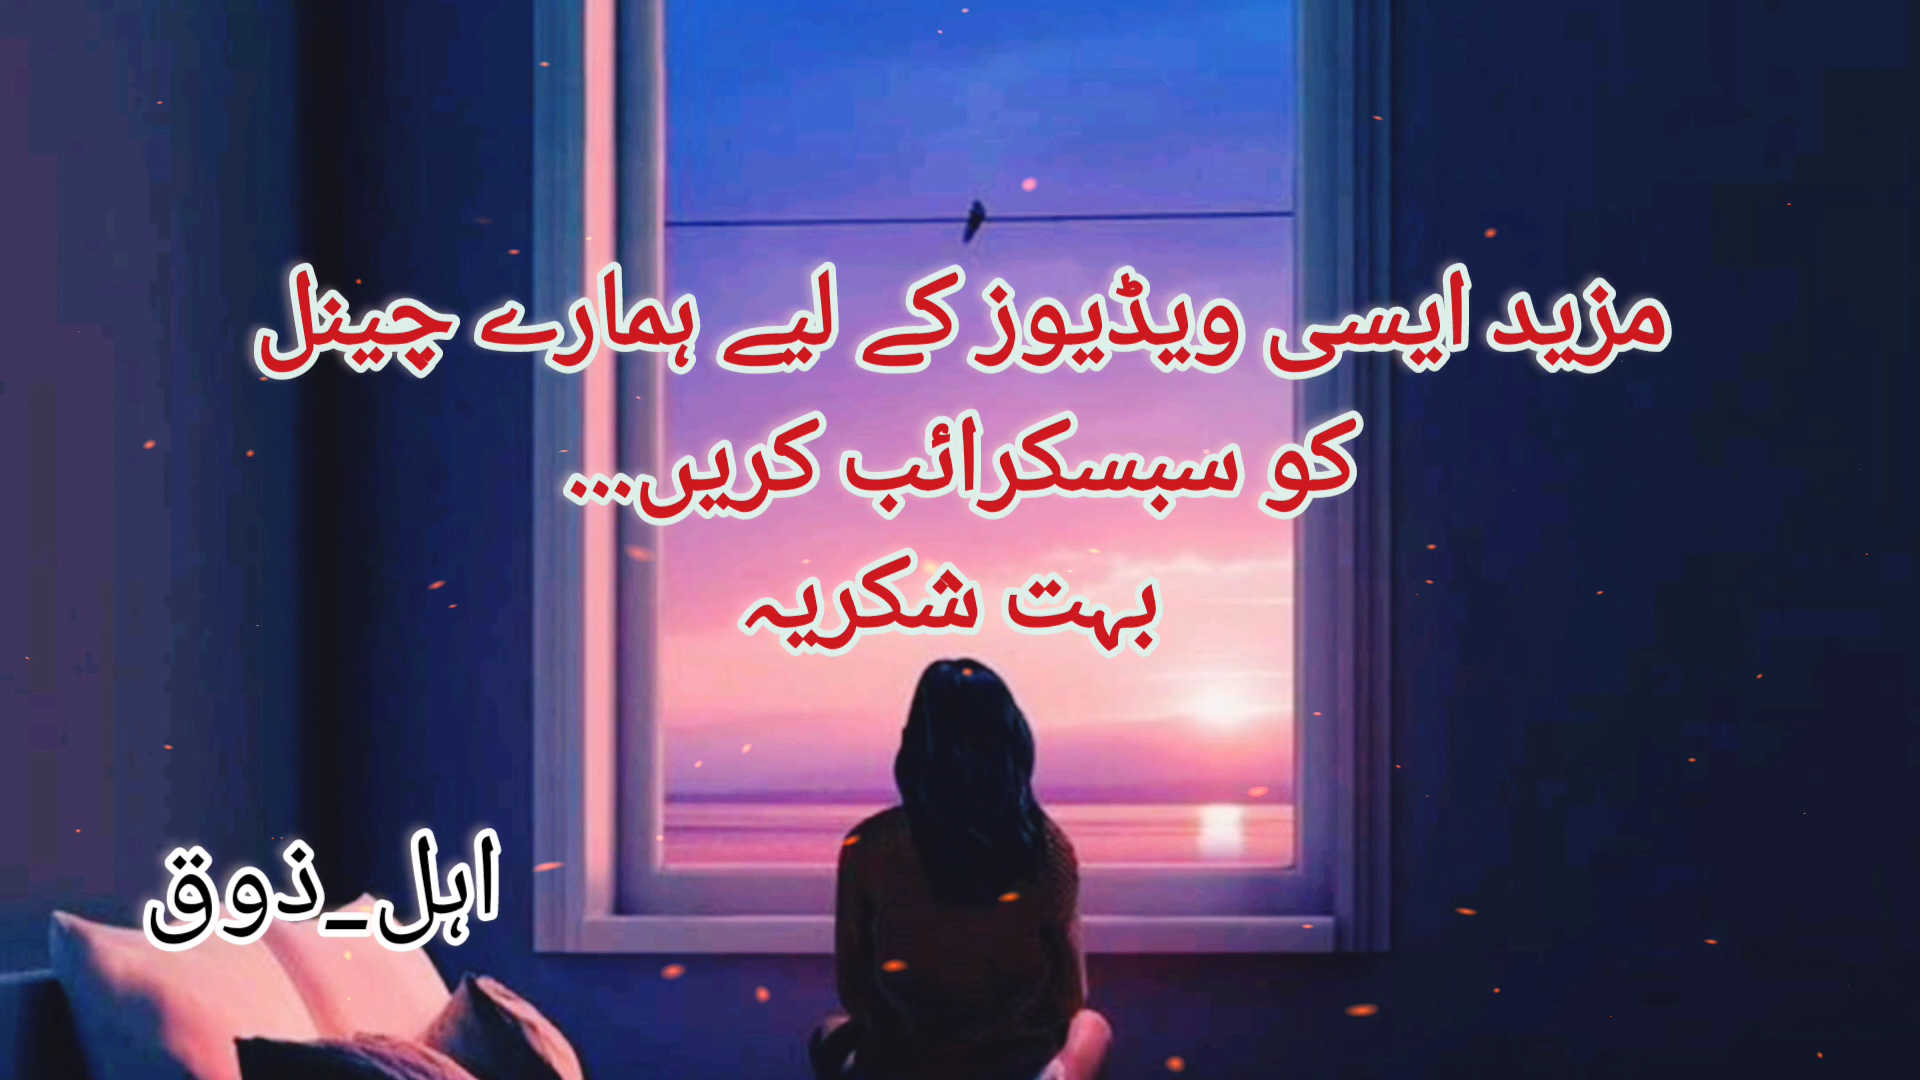 مزید ایسی ویڈیوز کے لیے ہمارے چینل
کو سبسکرائب کریں...
بہت شکریہ
اہل_ذوق